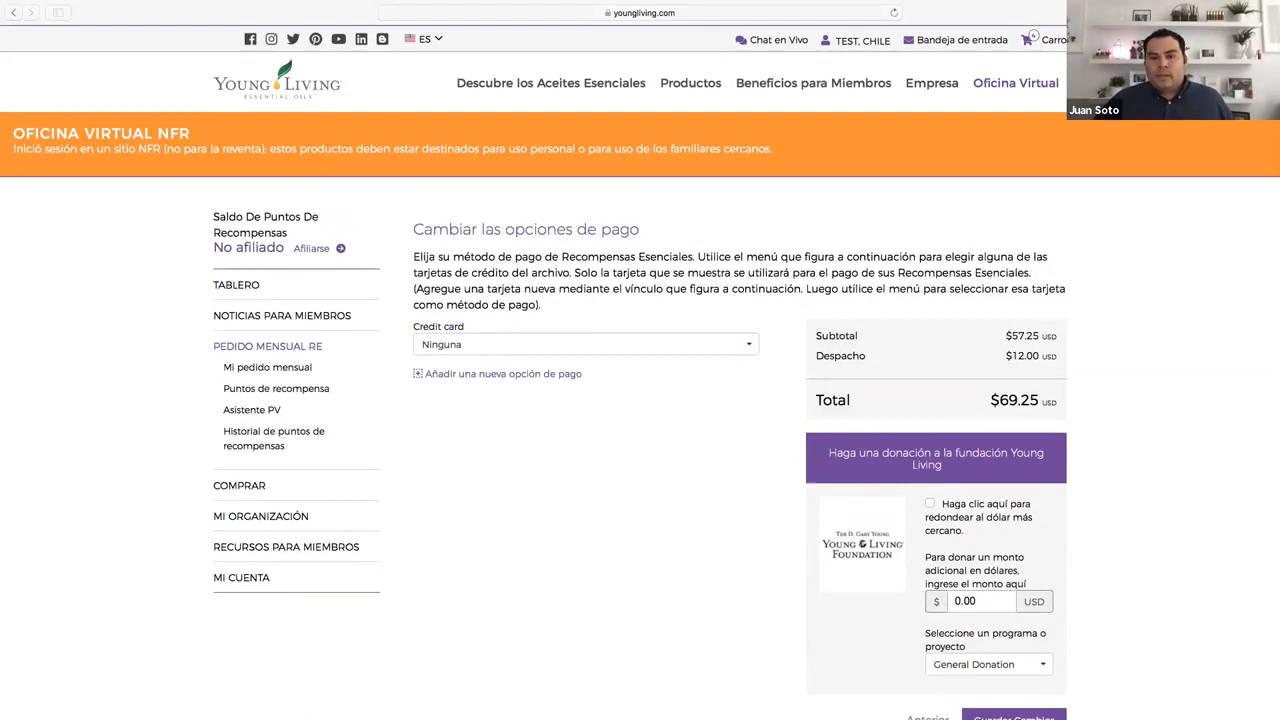 youngliving.com
ES
Chat en Vivo
TEST, CHILE
Bandeja de entrada
4
Carro
YOUNG LIVING
ESSENTIAL OILS
Descubre los Aceites Esenciales
Productos
Beneficios para Miembros
Empresa
Oficina Virtual
Juan Soto
OFICINA VIRTUAL NFR
Inició sesión en un sitio NFR (no para la reventa); estos productos deben estar destinados para uso personal o para uso de los familiares cercanos.
Saldo De Puntos De
Recompensas
No afiliado Afiliarse
TABLERO
NOTICIAS PARA MIEMBROS
PEDIDO MENSUAL RE
Mi pedido mensual
Puntos de recompensa
Asistente PV
Historial de puntos de
recompensas
COMPRAR
MI ORGANIZACIÓN
RECURSOS PARA MIEMBROS
MI CUENTA
Cambiar las opciones de pago
Elija su método de pago de Recompensas Esenciales. Utilice el menú que figura a continuación para elegir alguna de las
tarjetas de crédito del archivo. Solo la tarjeta que se muestra se utilizará para el pago de sus Recompensas Esenciales.
(Agregue una tarjeta nueva mediante el vínculo que figura a continuación. Luego utilice el menú para seleccionar esa tarjeta
como método de pago).
Credit card
Ninguna
Añadir una nueva opción de pago
Subtotal $57.25 USD
Despacho $12.00 USD
Total $69.25 USD
Haga una donación a la fundación Young
Living
THE D. GARY YOUNG
YOUNG LIVING
FOUNDATION
Haga clic aquí para
redondear al dólar más
cercano.
Para donar un monto
adicional en dólares,
ingrese el monto aquí
$ 0.00 USD
Seleccione un programa o
proyecto
General Donation
Anterior
Guardar Cambios